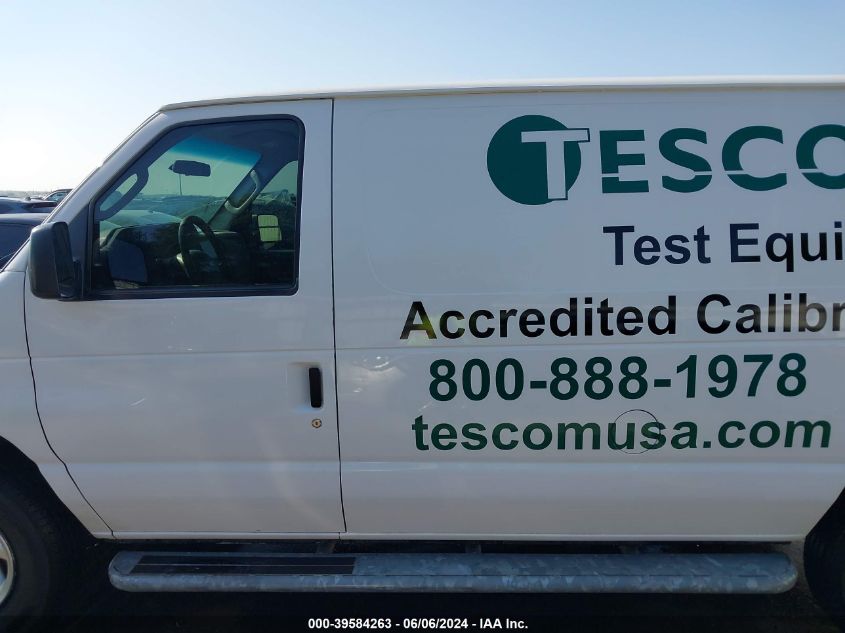 TESCO
Test Equi
Accredited Calibr
800-888-1978
tescomusa.com
000-39584263 - 06/06/2024 - IAA Inc.